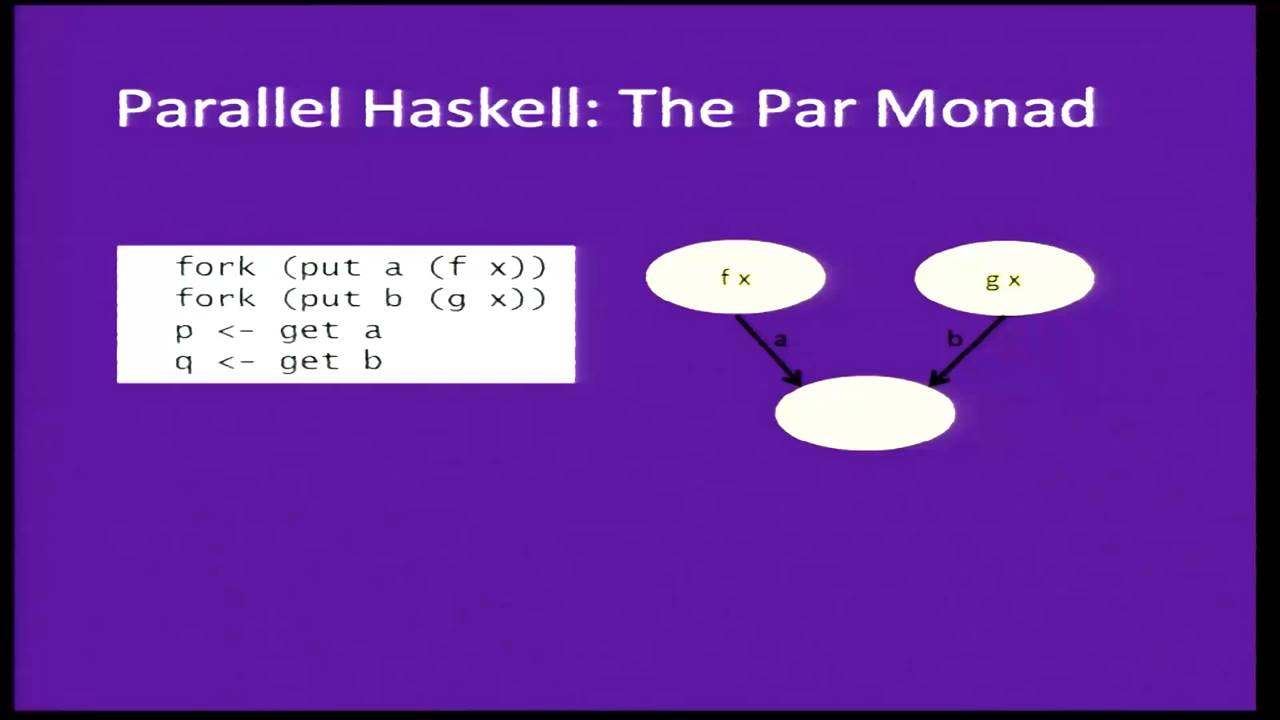 Parallel Haskell: The Par Monad
fork (put a (f x))
fork (put b (g x))
p <- get a
q <- get b
f x
g x
a
b